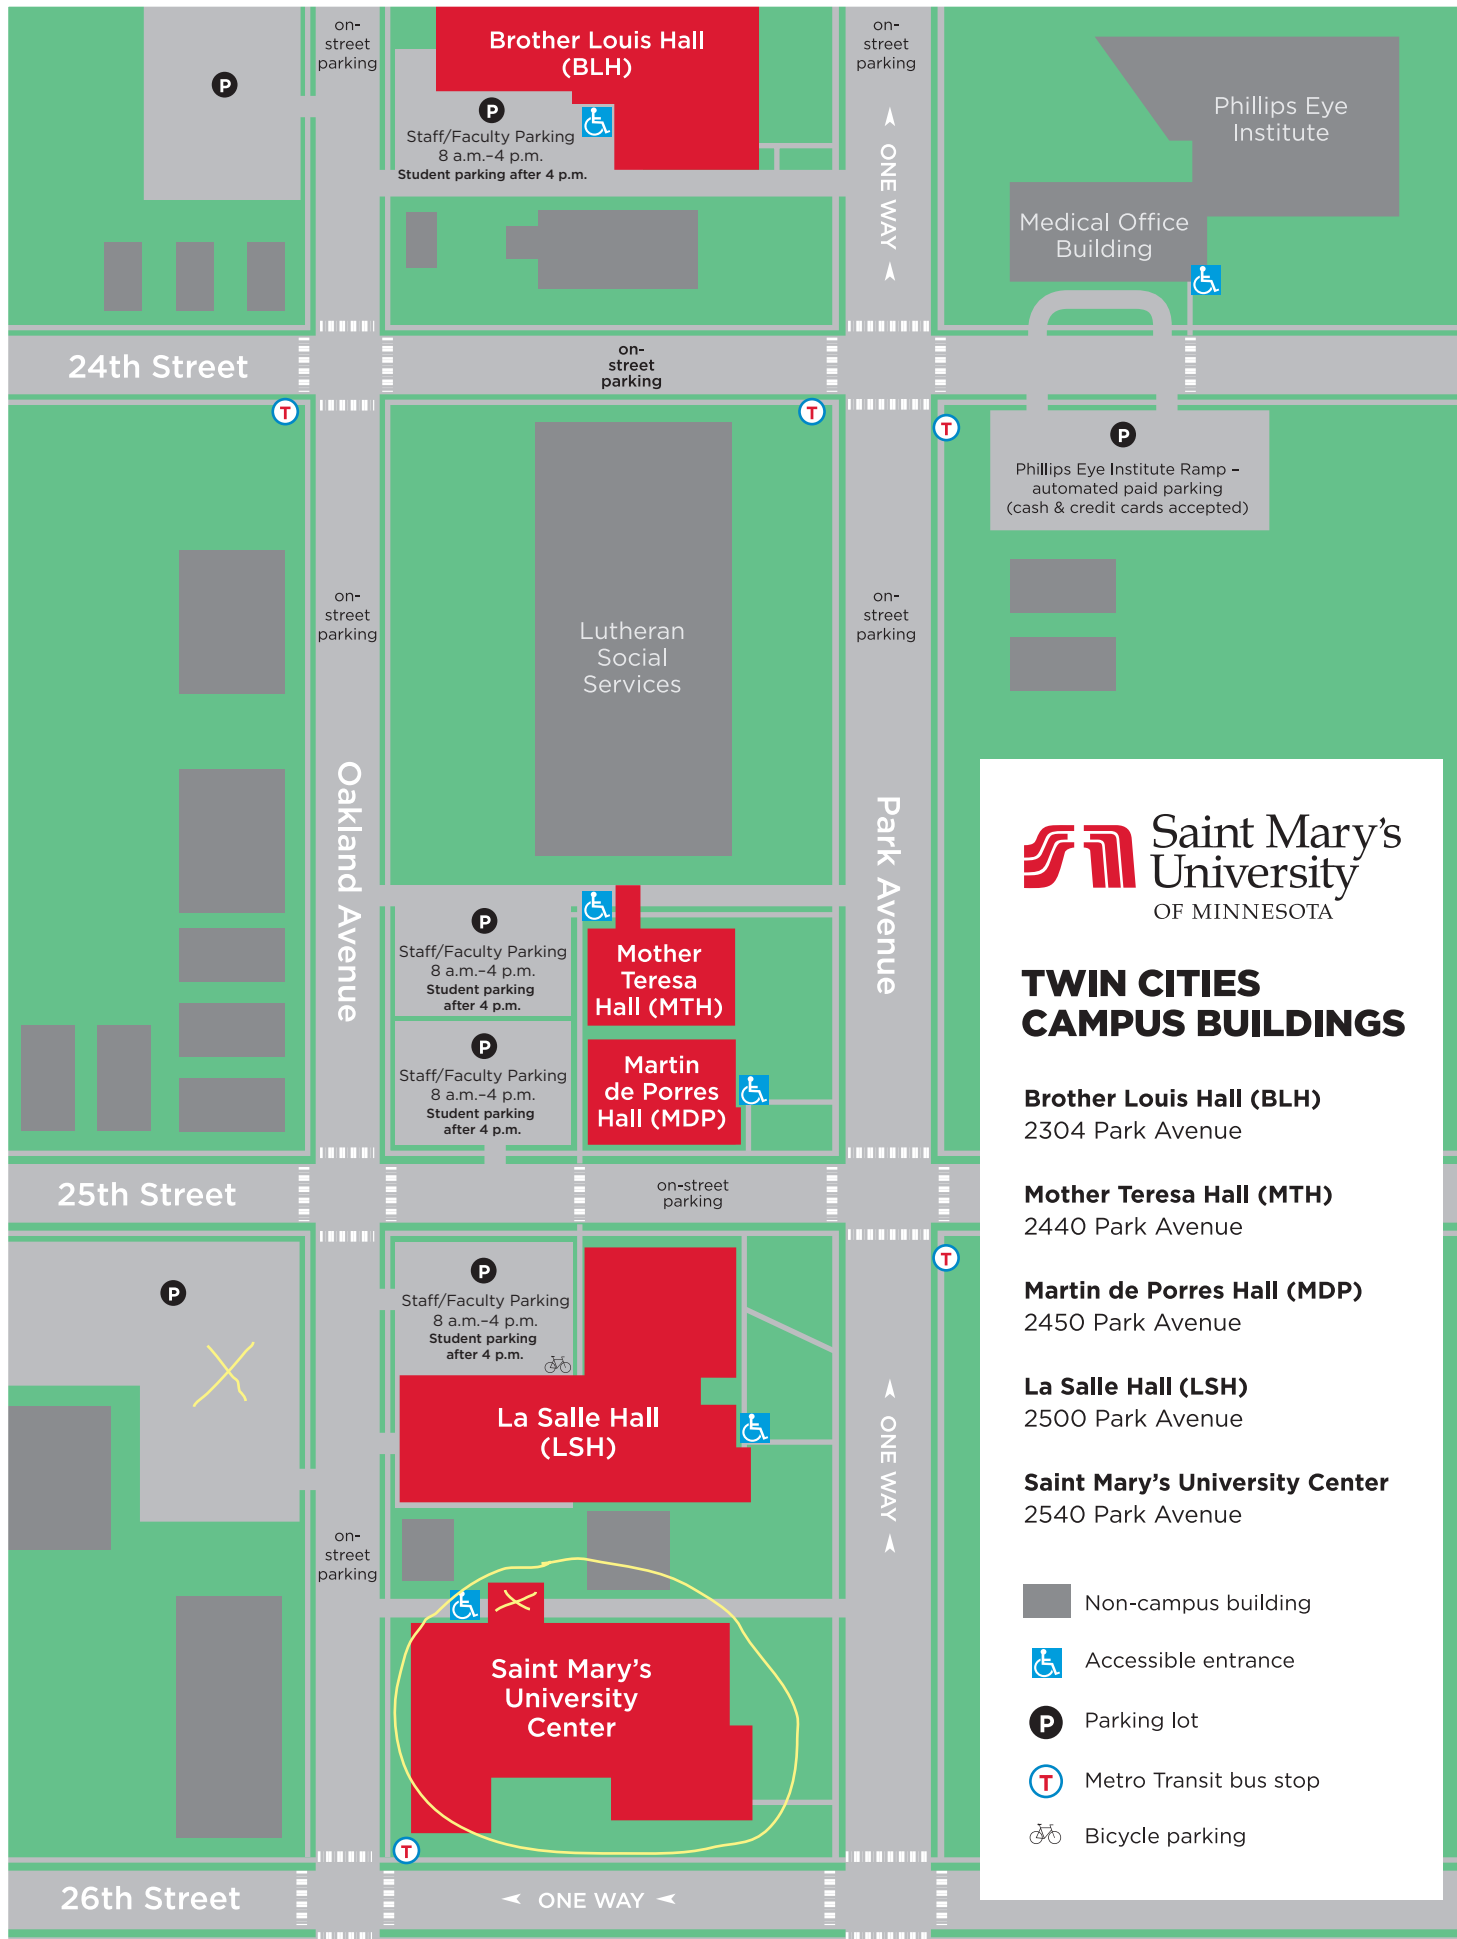 on-
street
parking
Brother Louis Hall
(BLH)
on-
street
parking
P
P
Staff/Faculty Parking
8 a.m.–4 p.m.
Student parking after 4 p.m.
Phillips Eye
Institute
ONE WAY
Medical Office
Building
24th Street
on-
street
parking
T
T
T
P
Phillips Eye Institute Ramp –
automated paid parking
(cash & credit cards accepted)
on-
street
parking
Lutheran
Social
Services
on-
street
parking
Oakland Avenue
Park Avenue
P
Staff/Faculty Parking
8 a.m.–4 p.m.
Student parking
after 4 p.m.
Mother
Teresa
Hall (MTH)
P
Staff/Faculty Parking
8 a.m.–4 p.m.
Student parking
after 4 p.m.
Martin
de Porres
Hall (MDP)
25th Street
on-street
parking
T
P
P
Staff/Faculty Parking
8 a.m.–4 p.m.
Student parking
after 4 p.m.
La Salle Hall
(LSH)
ONE WAY
on-
street
parking
Saint Mary’s
University
Center
T
26th Street
ONE WAY
Saint Mary’s
University
OF MINNESOTA
TWIN CITIES
CAMPUS BUILDINGS
Brother Louis Hall (BLH)
2304 Park Avenue
Mother Teresa Hall (MTH)
2440 Park Avenue
Martin de Porres Hall (MDP)
2450 Park Avenue
La Salle Hall (LSH)
2500 Park Avenue
Saint Mary’s University Center
2540 Park Avenue
Non-campus building
Accessible entrance
P Parking lot
T Metro Transit bus stop
Bicycle parking